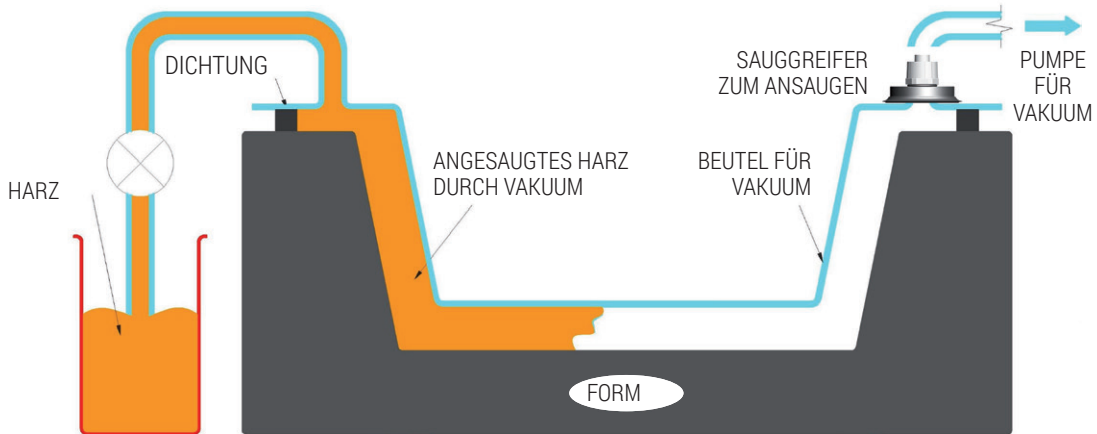 DICHTUNG
SAUGGREIFER
ZUM ANSAUGEN
PUMPE
FÜR
VAKUUM
HARZ
ANGESAUGTES HARZ
DURCH VAKUUM
BEUTEL FÜR
VAKUUM
FORM